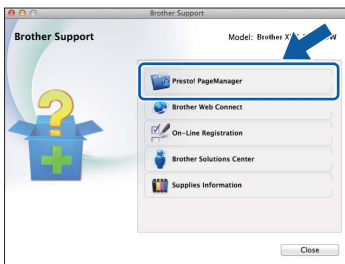 Brother Support
Brother Support
Model: Brother
Presto! PageManager
Brother Web Connect
On-Line Registration
Brother Solutions Center
Supplies Information
Close